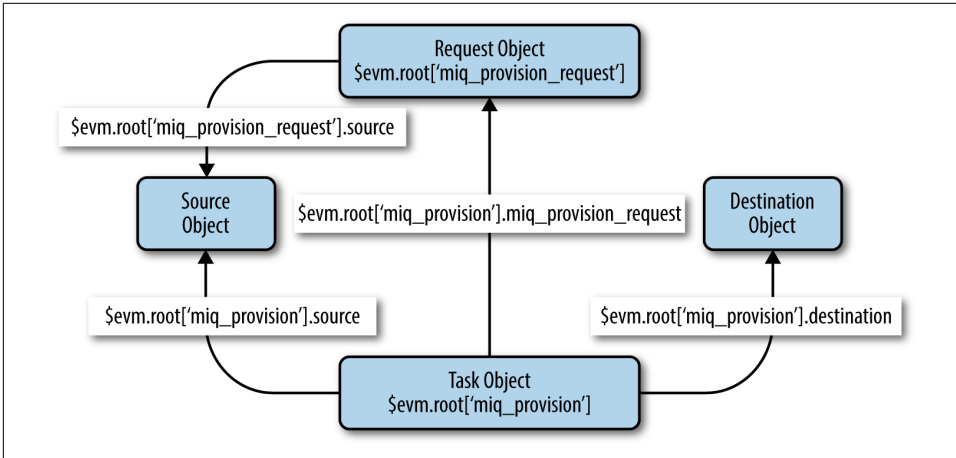 Request Object
$evm.root[‘miq_provision_request’]
$evm.root[‘miq_provision_request’].source
Source
Object
$evm.root[‘miq_provision’].miq_provision_request
Destination
Object
$evm.root[‘miq_provision’].source
$evm.root[‘miq_provision’].destination
Task Object
$evm.root[‘miq_provision’]